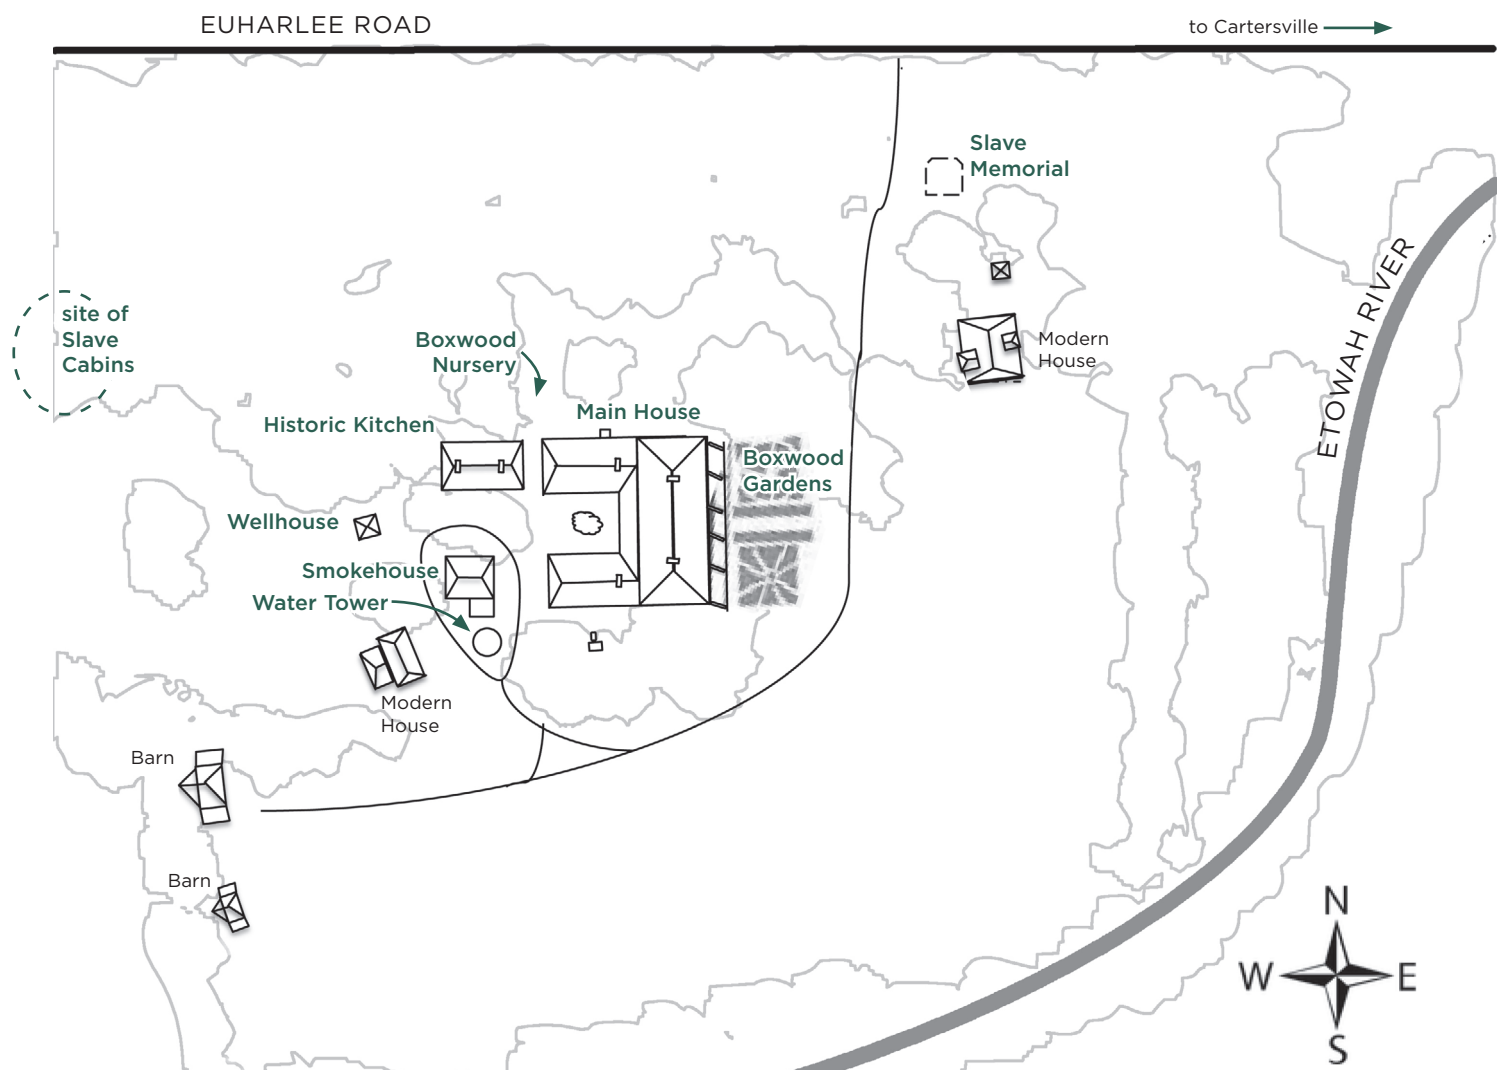 EUHARLEE ROAD
to Cartersville
Slave
Memorial
ETOWAH RIVER
site of
Slave
Cabins
Boxwood
Nursery
Modern
House
Main House
Historic Kitchen
Boxwood
Gardens
Wellhouse
Smokehouse
Water Tower
Modern
House
Barn
Barn
N
W
E
S